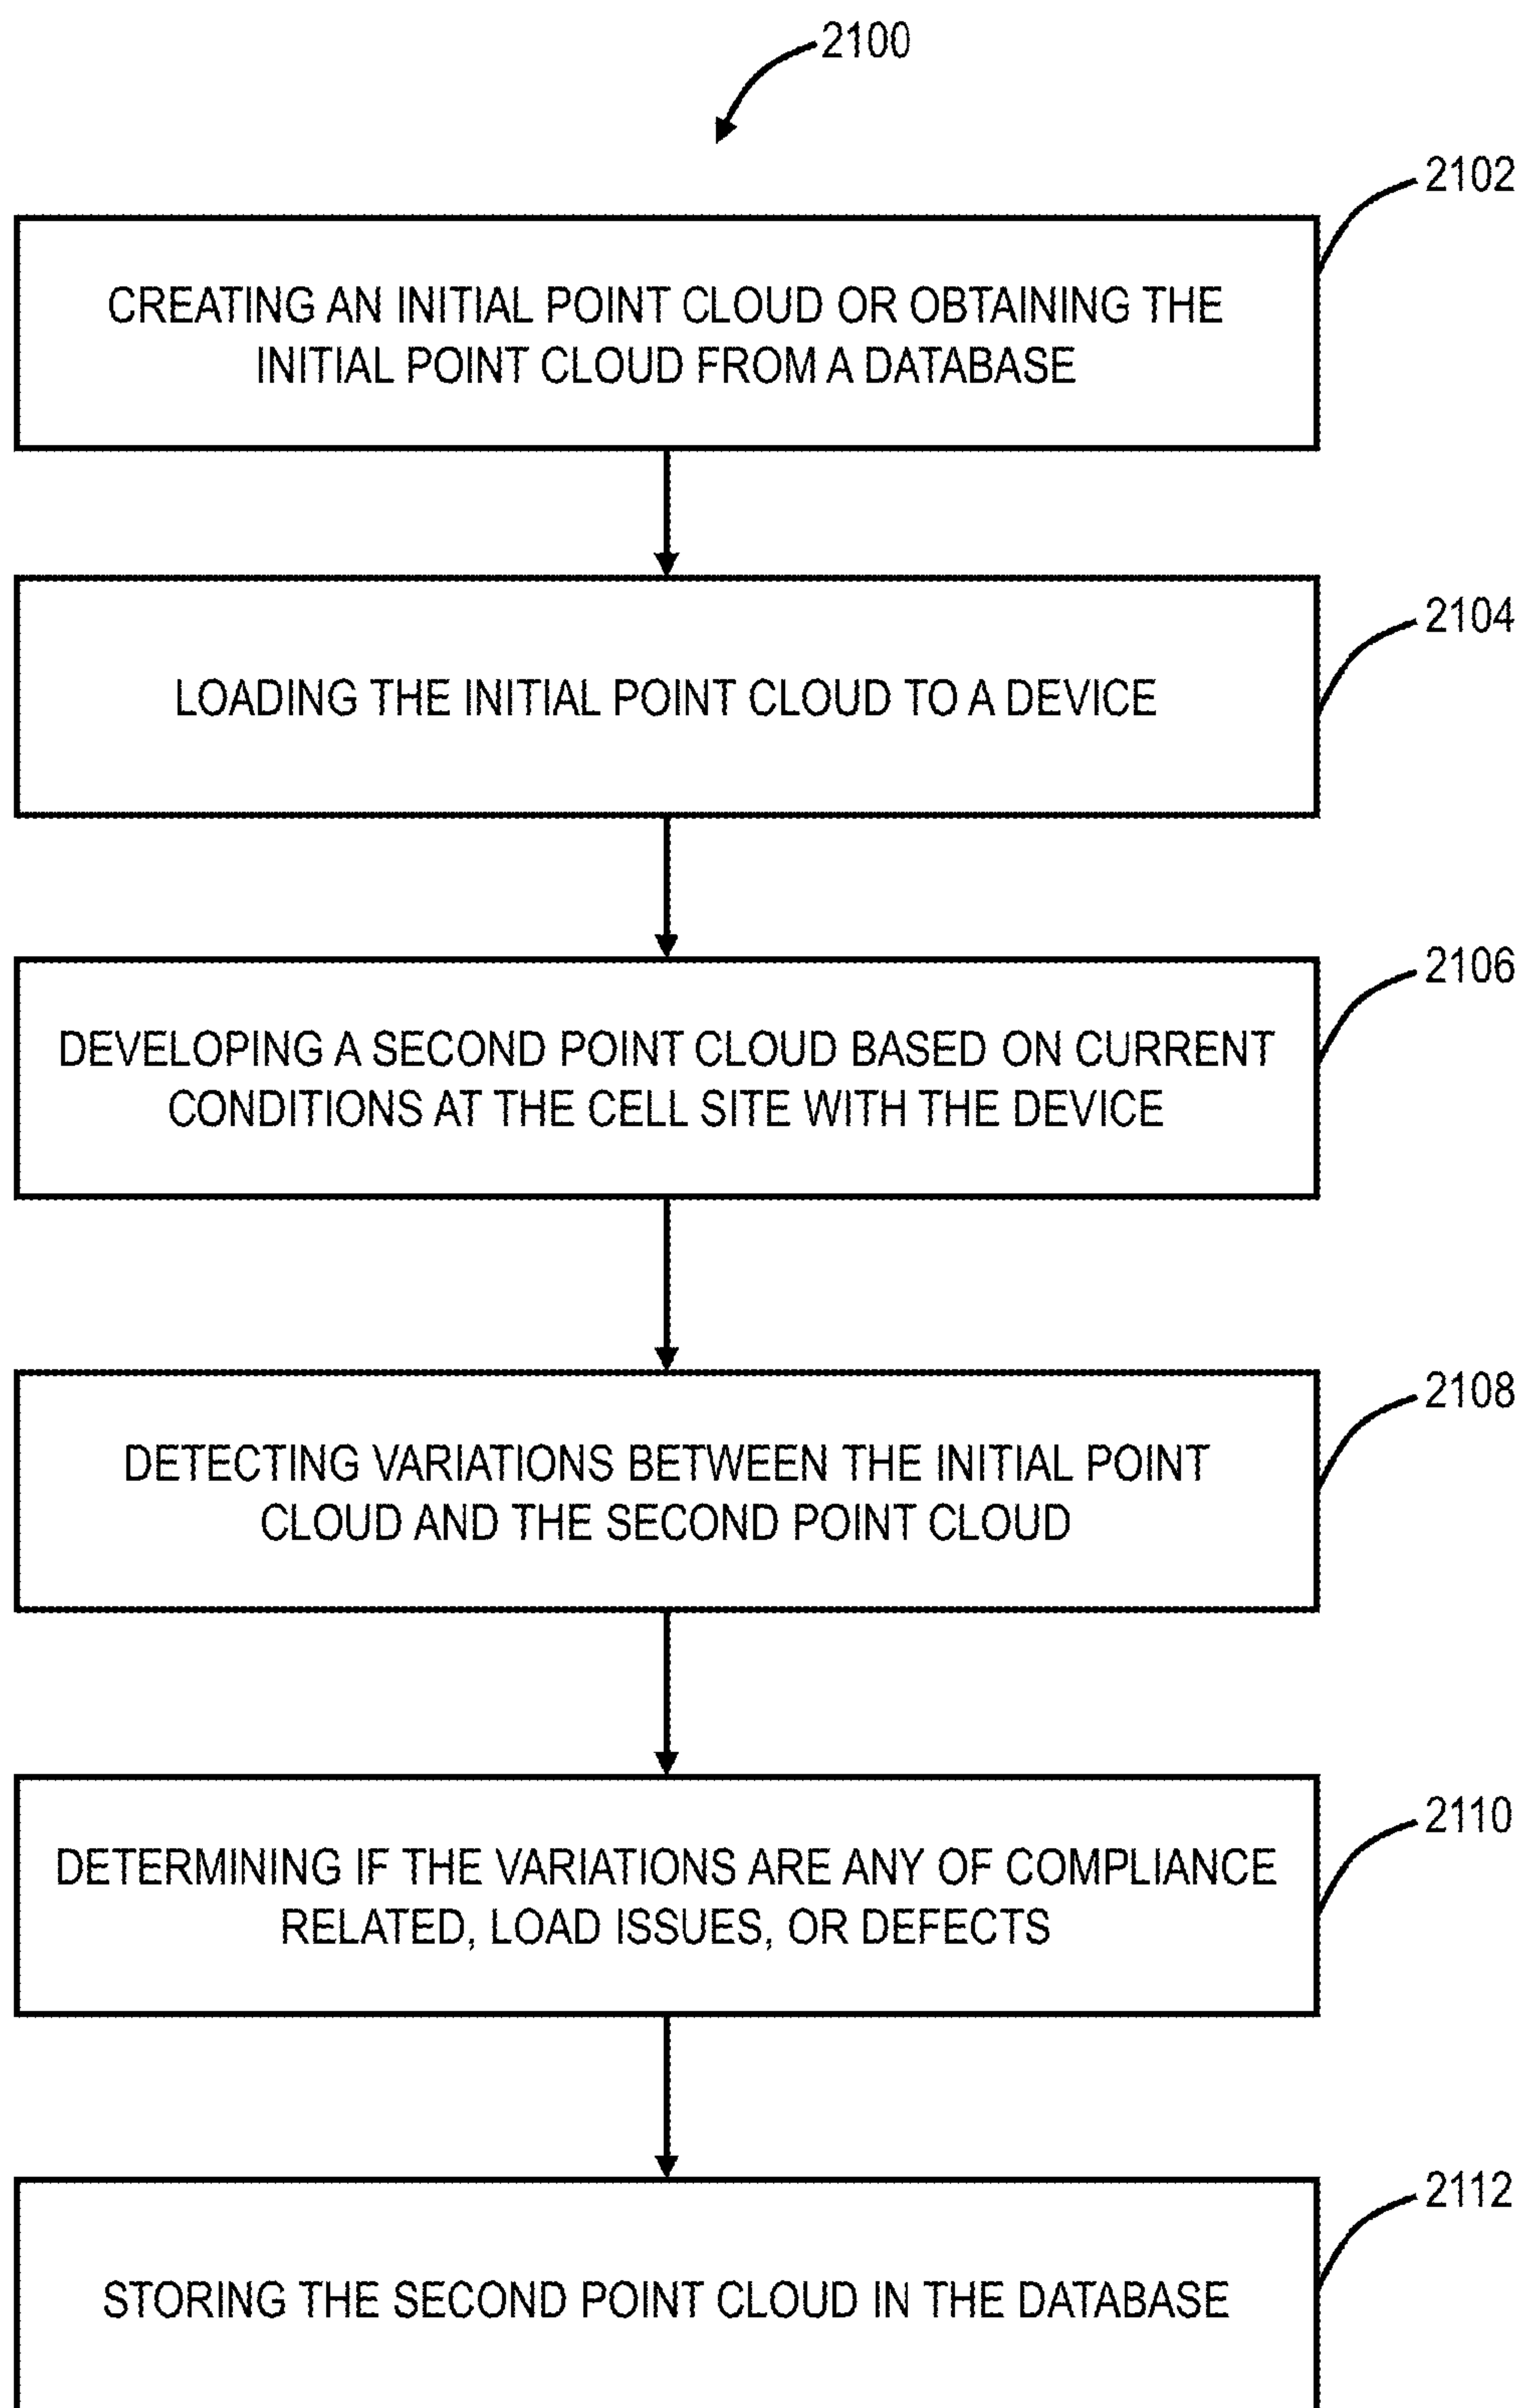 2100
2102
CREATING AN INITIAL POINT CLOUD OR OBTAINING THE
INITIAL POINT CLOUD FROM A DATABASE
2104
LOADING THE INITIAL POINT CLOUD TO A DEVICE
2106
DEVELOPING A SECOND POINT CLOUD BASED ON CURRENT
CONDITIONS AT THE CELL SITE WITH THE DEVICE
2108
DETECTING VARIATIONS BETWEEN THE INITIAL POINT
CLOUD AND THE SECOND POINT CLOUD
2110
DETERMINING IF THE VARIATIONS ARE ANY OF COMPLIANCE
RELATED, LOAD ISSUES, OR DEFECTS
2112
STORING THE SECOND POINT CLOUD IN THE DATABASE